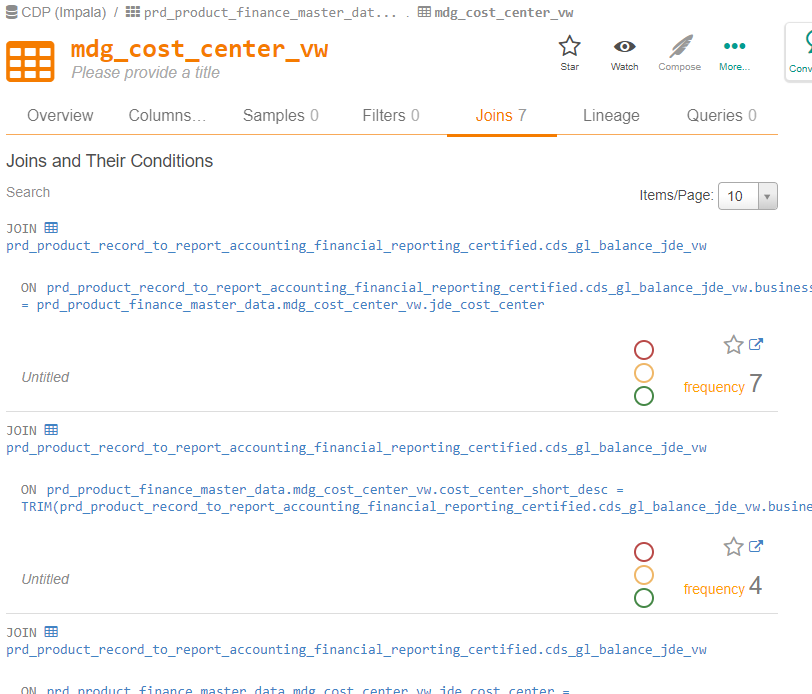 CDP (Impala) / prd_product_finance_master_dat... . mdg_cost_center_vw
mdg_cost_center_vw
Please provide a title
Star
Watch
Compose
More...
Overview
Columns...
Samples 0
Filters 0
Joins 7
Lineage
Queries 0
Joins and Their Conditions
Search
Items/Page: 10
JOIN
prd_product_record_to_report_accounting_financial_reporting_certified.cds_gl_balance_jde_vw
ON prd_product_record_to_report_accounting_financial_reporting_certified.cds_gl_balance_jde_vw.business
= prd_product_finance_master_data.mdg_cost_center_vw.jde_cost_center
Untitled
frequency 7
JOIN
prd_product_record_to_report_accounting_financial_reporting_certified.cds_gl_balance_jde_vw
ON prd_product_finance_master_data.mdg_cost_center_vw.cost_center_short_desc =
TRIM(prd_product_record_to_report_accounting_financial_reporting_certified.cds_gl_balance_jde_vw.busine
Untitled
frequency 4
JOIN
prd_product_record_to_report_accounting_financial_reporting_certified.cds_gl_balance_jde_vw
ON prd_product_finance_master_data.mdg_cost_center_vw.jde_cost_center =